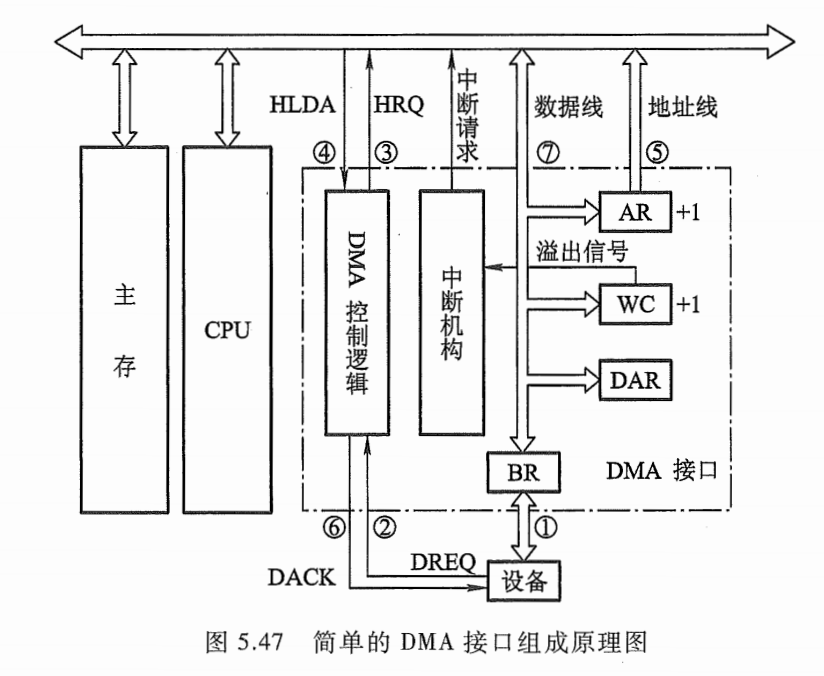 HLDA
HRQ
中断请求
数据线
地址线
④
③
⑦
⑤
主存
CPU
DMA 控制逻辑
中断机构
AR
+1
溢出信号
WC
+1
DAR
BR
DMA 接口
⑥
②
①
DREQ
DACK
设备
图 5.47 简单的 DMA 接口组成原理图